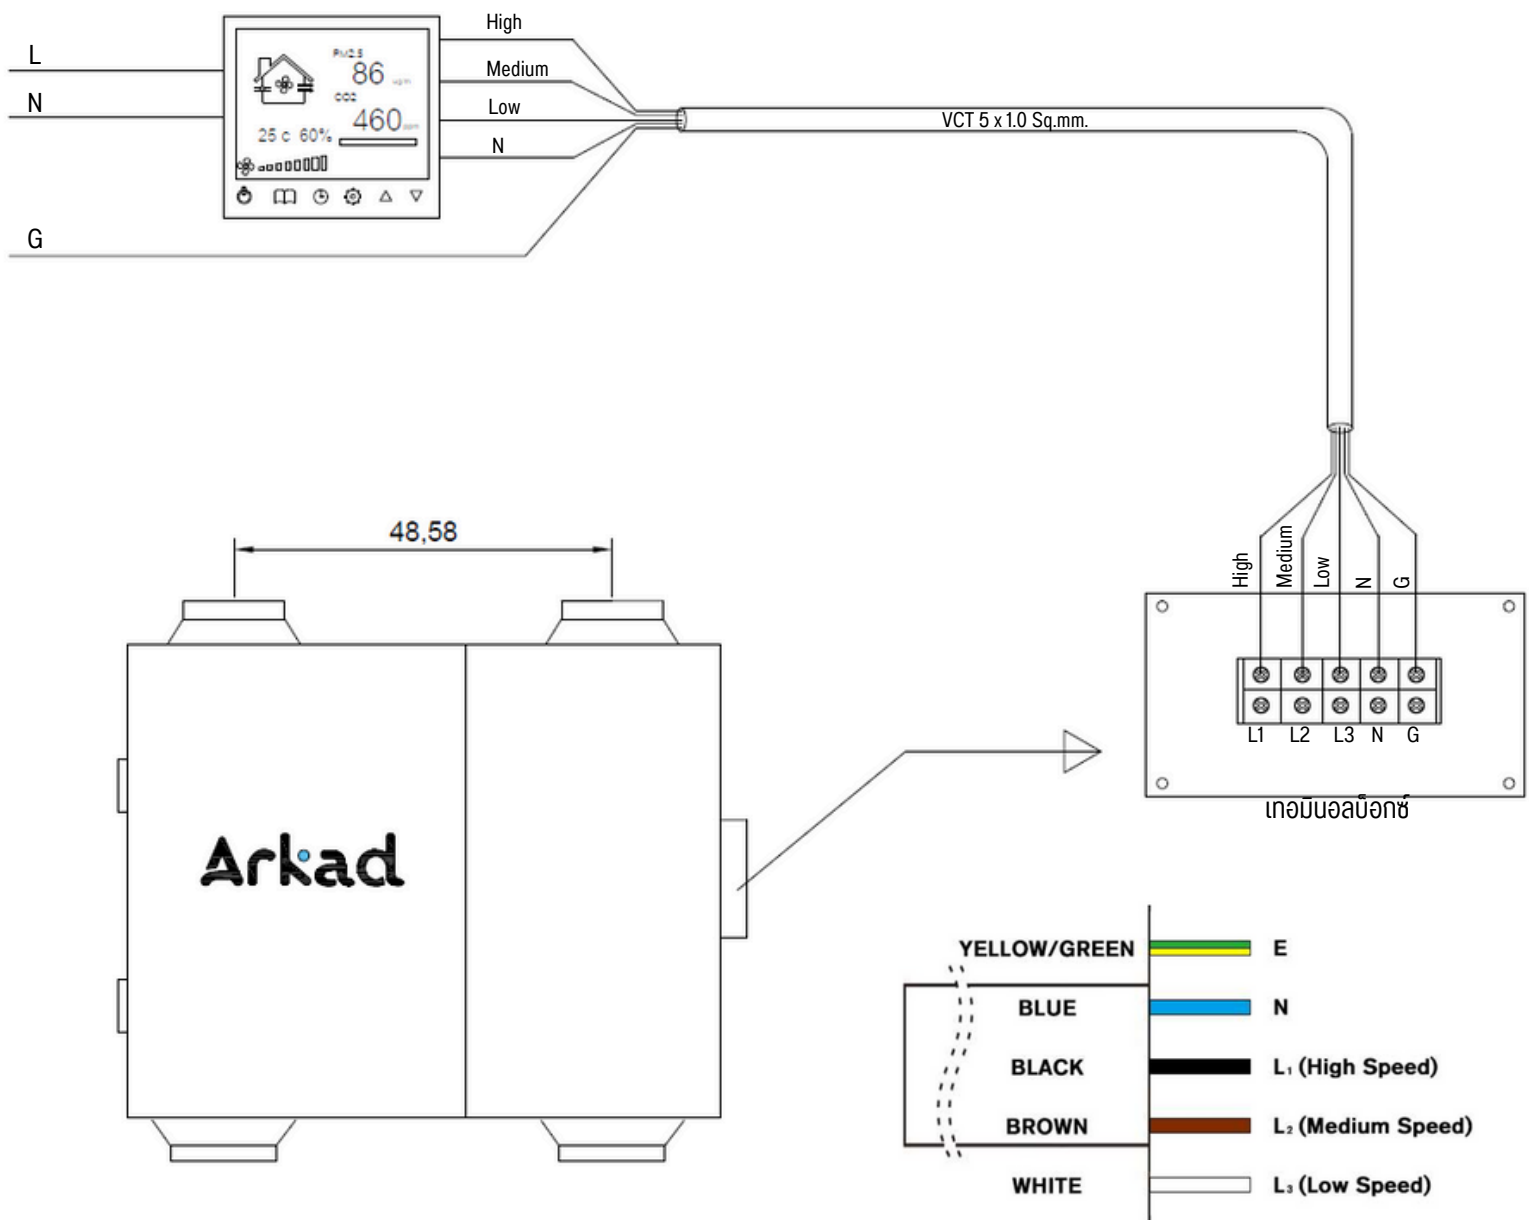 L
N
G
PM2.5
86
CO2
460
25 c 60%
High
Medium
Low
N
VCT 5 x 1.0 Sq.mm.
High
Medium
Low
N
G
L1 L2 L3 N G
เทอมินอลบ๊อกซ์
48,58
Arkad
YELLOW/GREEN E
BLUE N
BLACK L₁ (High Speed)
BROWN L₂ (Medium Speed)
WHITE L₃ (Low Speed)